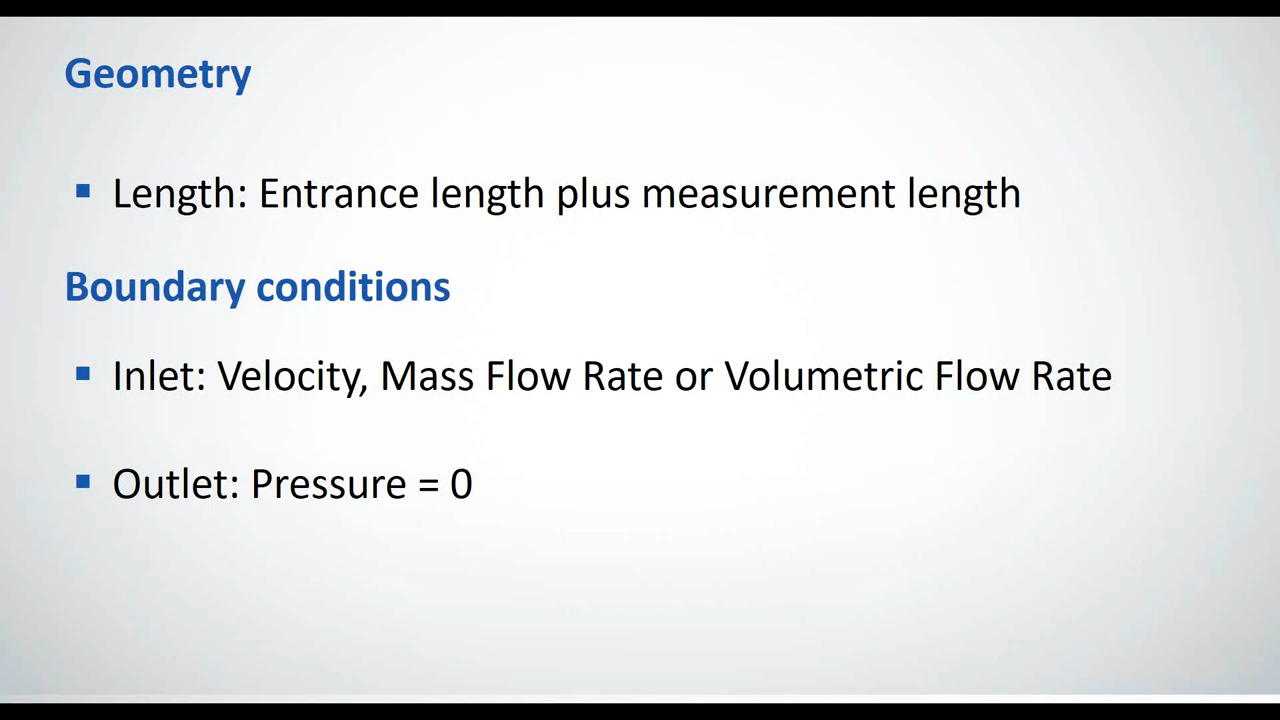 Geometry
▪ Length: Entrance length plus measurement length
Boundary conditions
▪ Inlet: Velocity, Mass Flow Rate or Volumetric Flow Rate
▪ Outlet: Pressure = 0